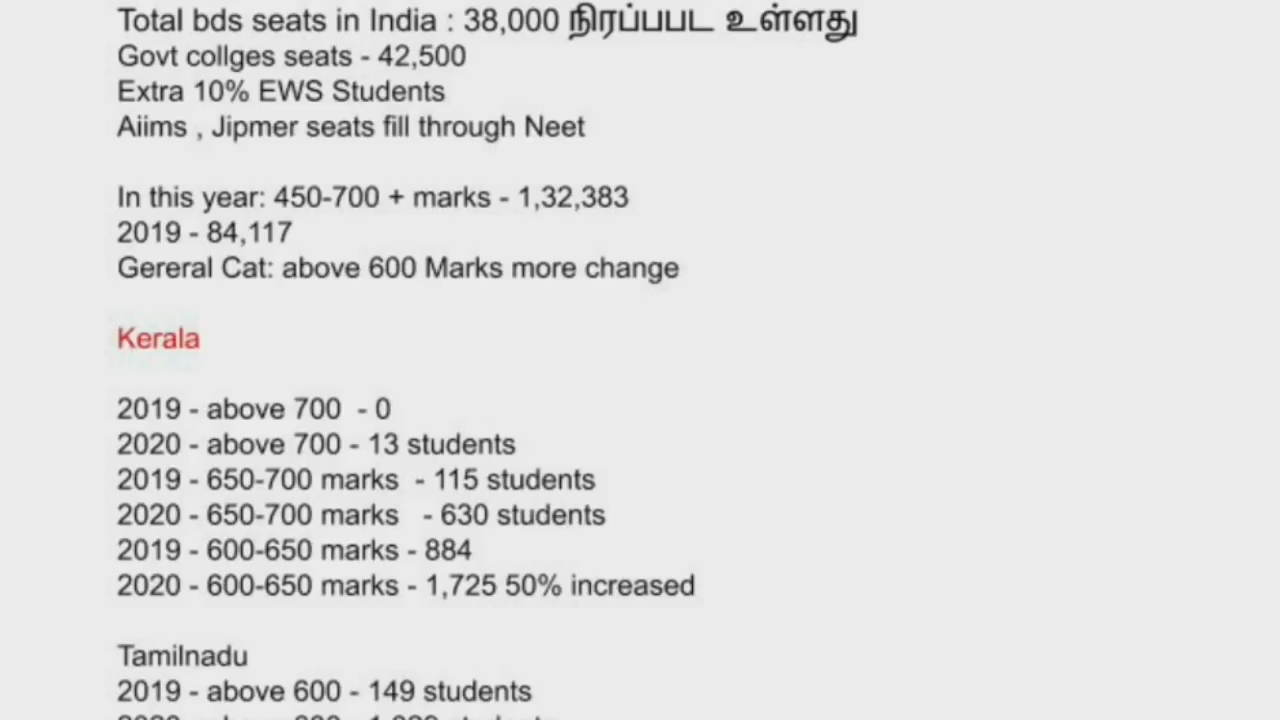 Total bds seats in India : 38,000 நிரப்பபட உள்ளது
Govt collges seats - 42,500
Extra 10% EWS Students
Aiims , Jipmer seats fill through Neet
In this year: 450-700 + marks - 1,32,383
2019 - 84,117
Gereral Cat: above 600 Marks more change
Kerala
2019 - above 700 - 0
2020 - above 700 - 13 students
2019 - 650-700 marks - 115 students
2020 - 650-700 marks - 630 students
2019 - 600-650 marks - 884
2020 - 600-650 marks - 1,725 50% increased
Tamilnadu
2019 - above 600 - 149 students